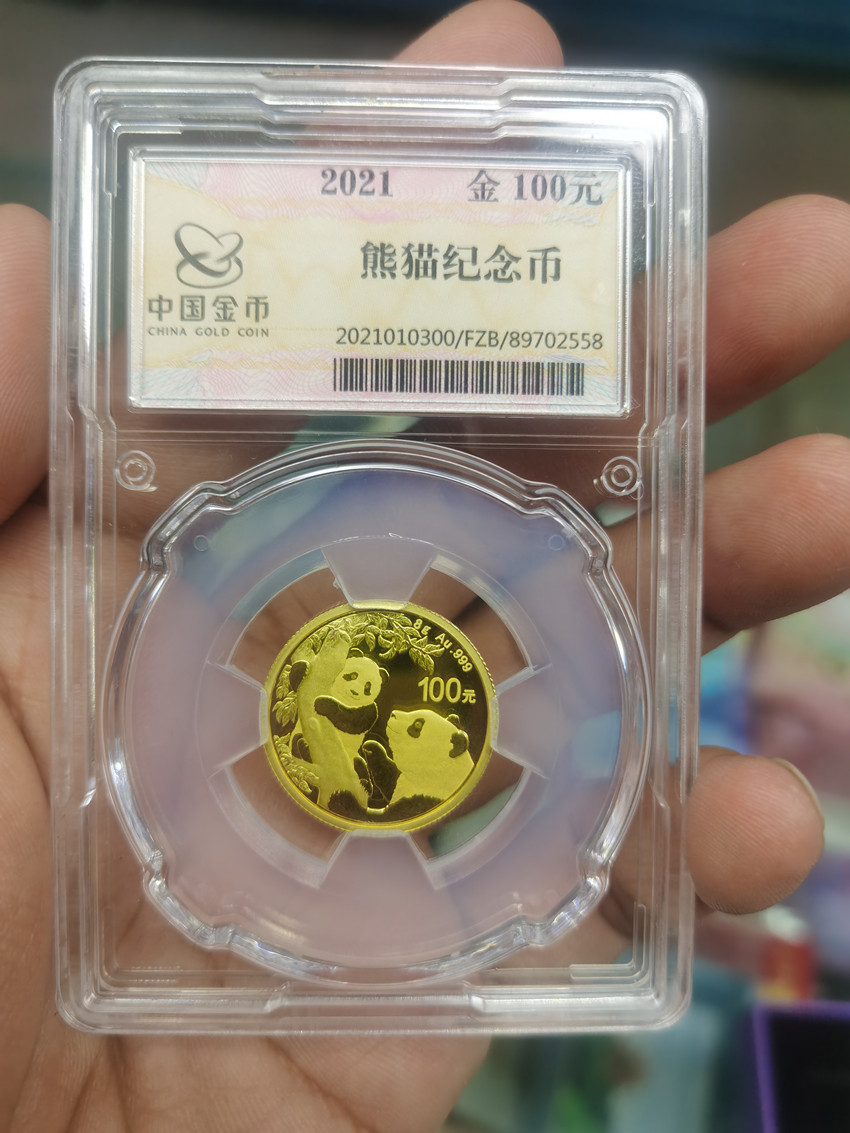 2021 金 100元
熊猫纪念币
中国金币
CHINA GOLD COIN
2021010300/FZB/89702558
8g Au.999
100元